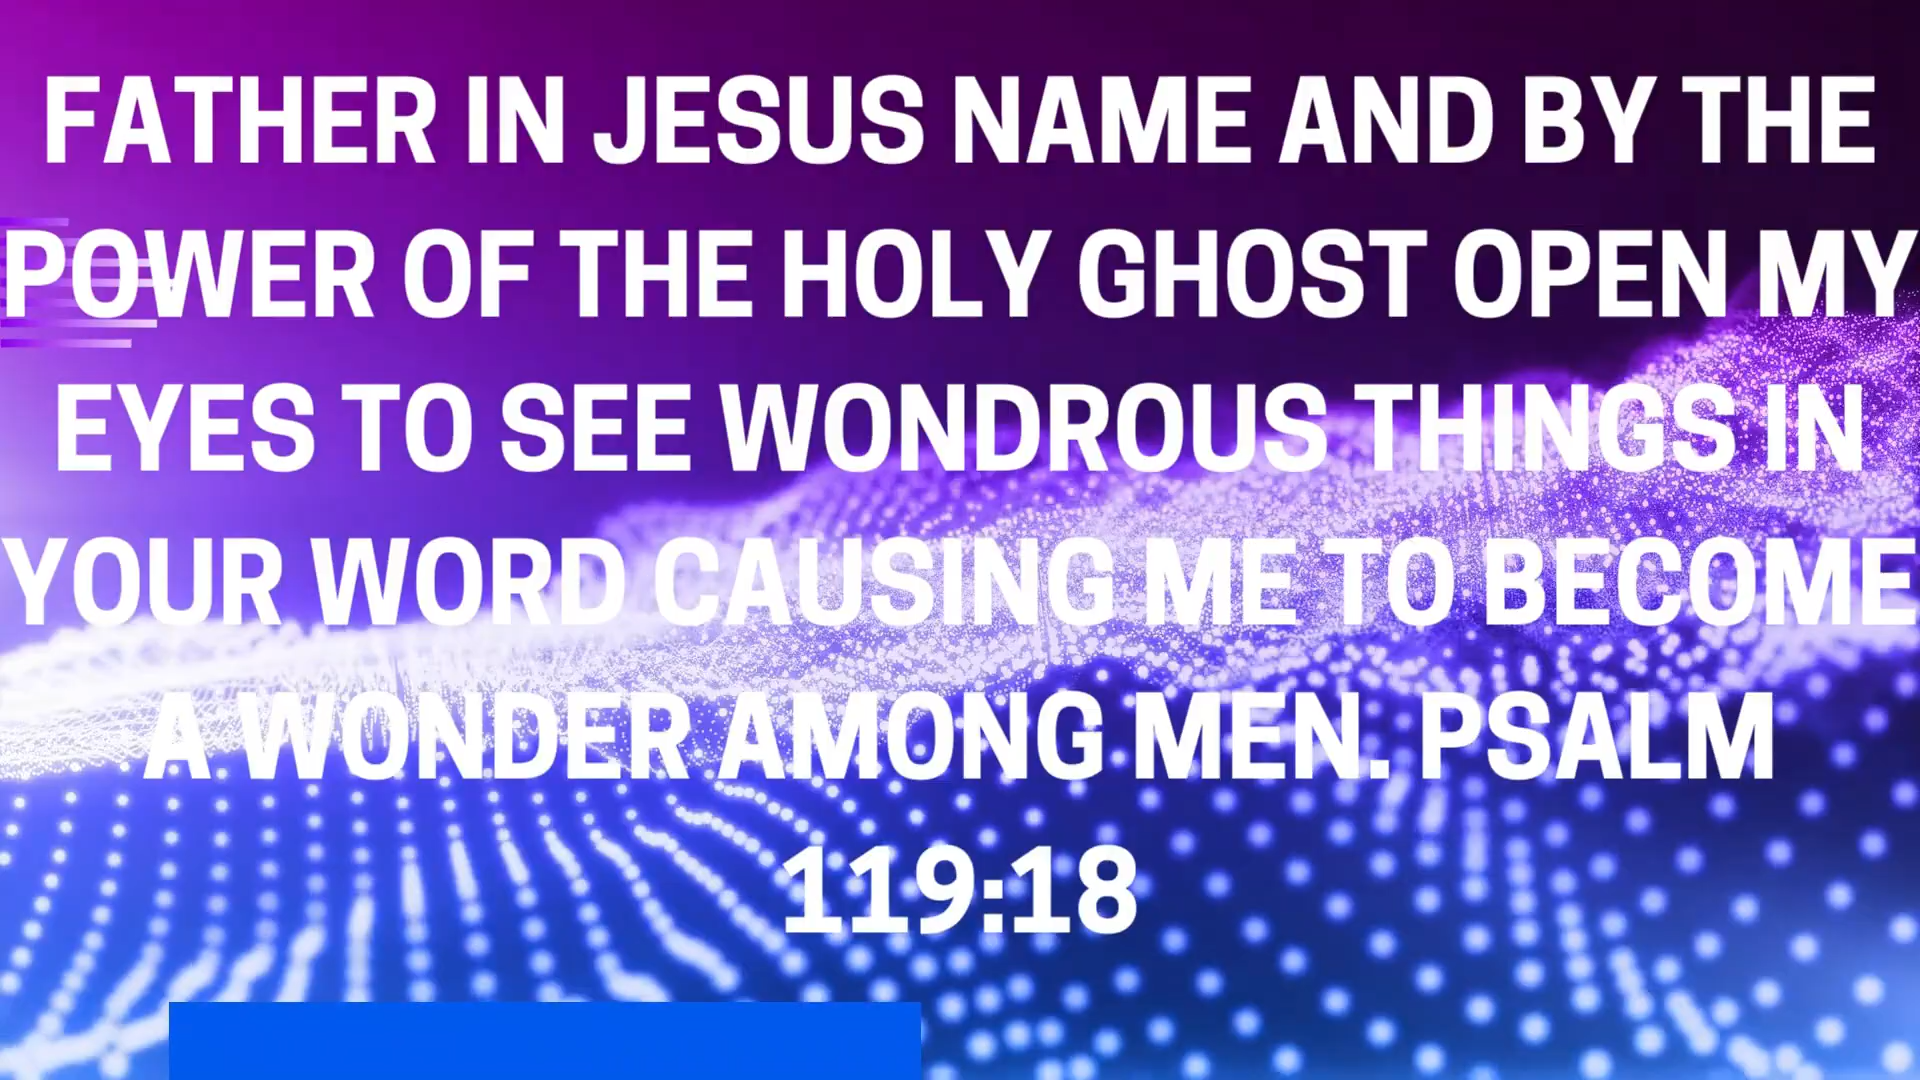 FATHER IN JESUS NAME AND BY THE
POWER OF THE HOLY GHOST OPEN MY
EYES TO SEE WONDROUS THINGS IN
YOUR WORD CAUSING ME TO BECOME
A WONDER AMONG MEN. PSALM
119:18